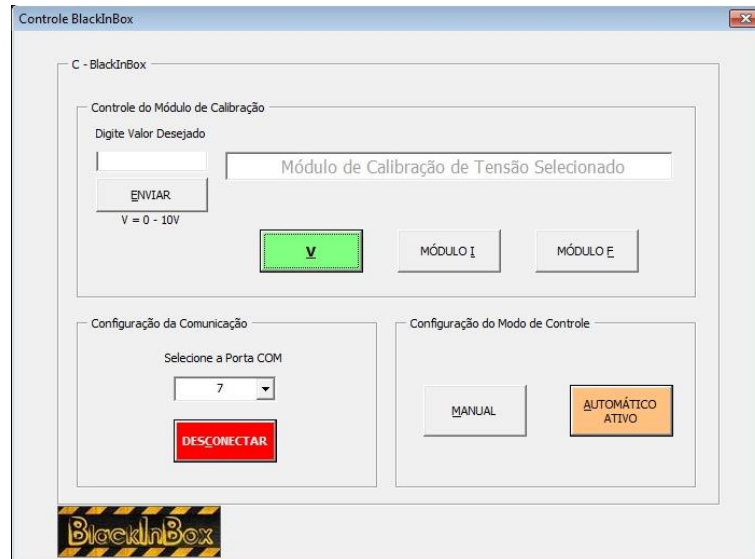 Controle BlackInBox
C - BlackInBox
Controle do Módulo de Calibração
Digite Valor Desejado
Módulo de Calibração de Tensão Selecionado
ENVIAR
V = 0 - 10V
V
MÓDULO I
MÓDULO F
Configuração da Comunicação
Selecione a Porta COM
7
DESCONECTAR
Configuração do Modo de Controle
MANUAL
AUTOMÁTICO
ATIVO
BlackInBox